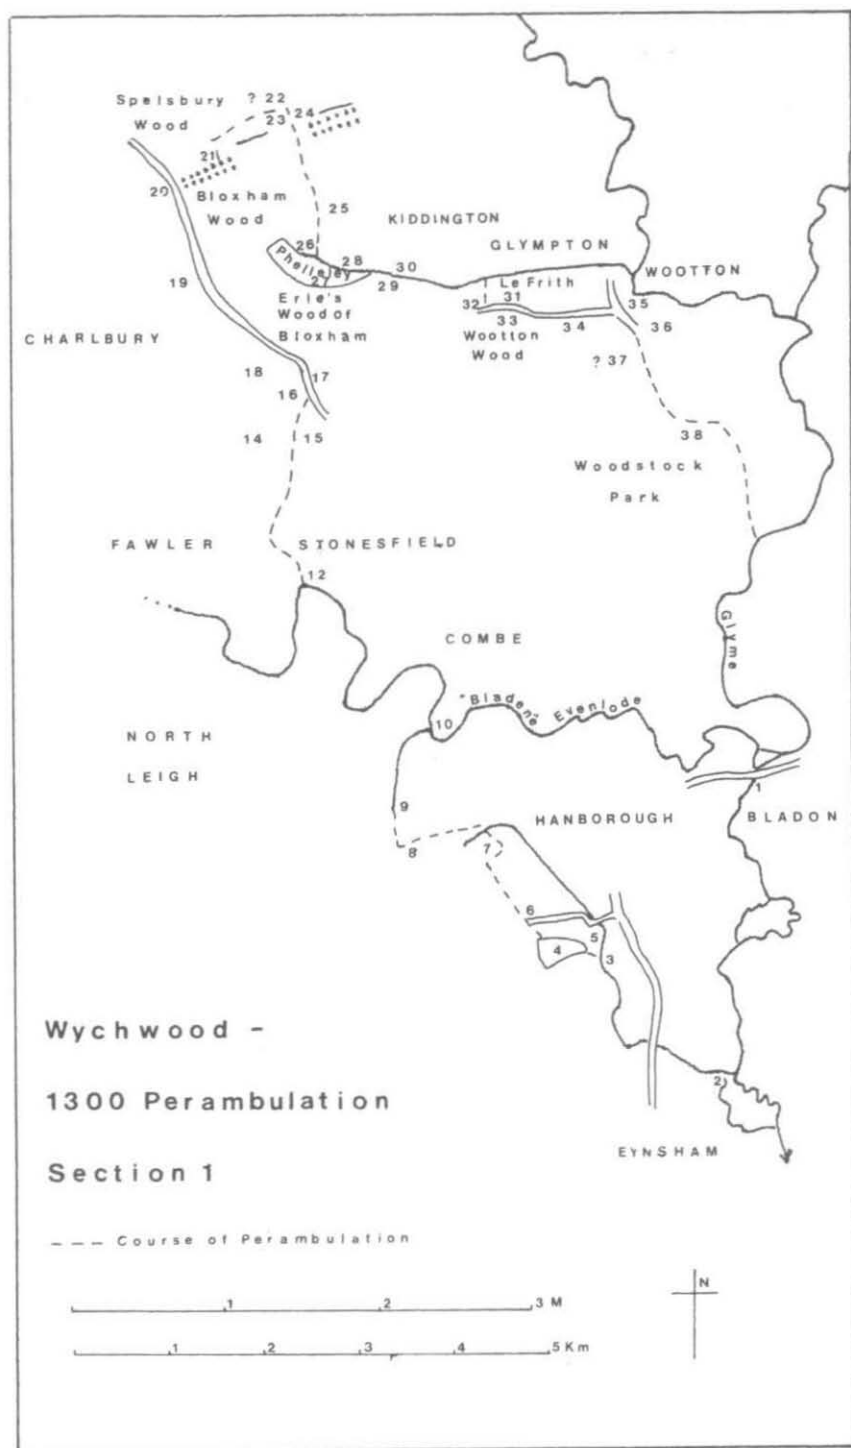 Spelsbury
Wood
? 22
23
24
21
20
Bloxham
Wood
25
KIDDINGTON
26
GLYMPTON
Phelleley
28
30
WOOTTON
27
29
Le Frith
19
Erle's
Wood of
Bloxham
32
31
35
33
34
36
Wootton
Wood
CHARLBURY
18
17
? 37
16
14
15
38
Woodstock
Park
FAWLER
STONESFIELD
12
Glyme
COMBE
"Bladene" Evenlode
10
NORTH
LEIGH
1
9
HANBOROUGH
BLADON
8
7
6
5
4
3
Wychwood -
1300 Perambulation
Section 1
2
EYNSHAM
---- Course of Perambulation
N
1 2 3 M
1 2 3 4 5 Km